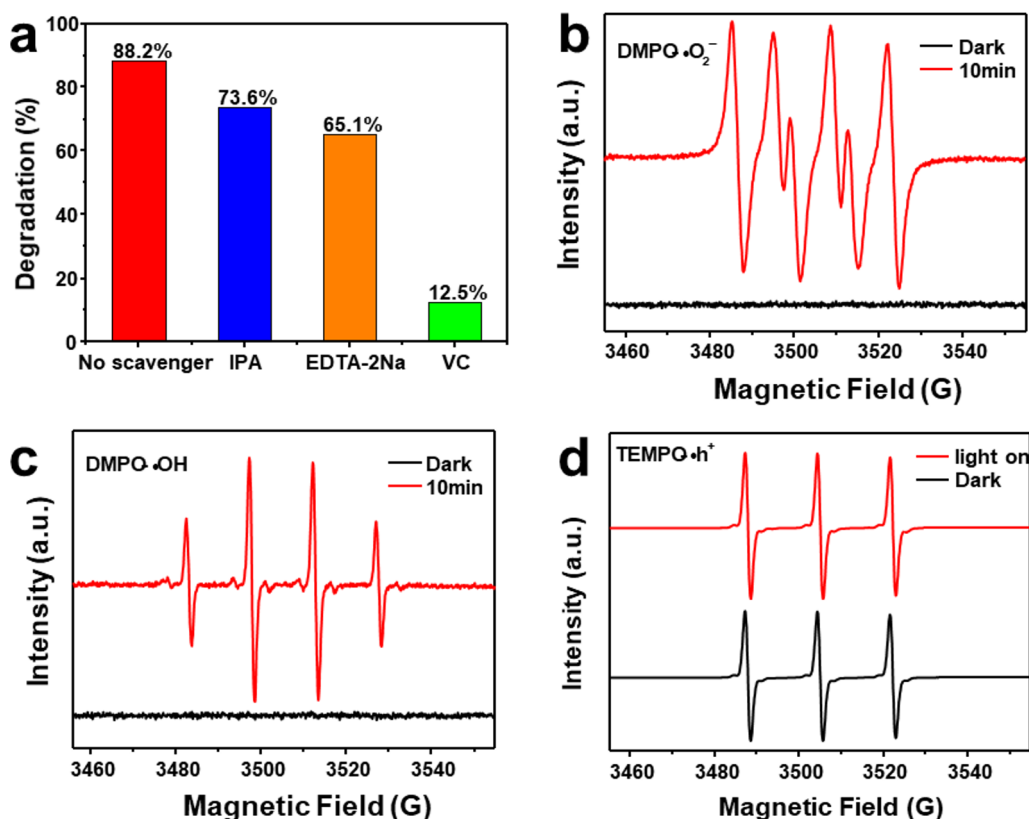 a
100
80
60
40
20
0
Degradation (%)
88.2%
73.6%
65.1%
12.5%
No scavenger
IPA
EDTA-2Na
VC
b
DMPO-•O₂⁻
Dark
10min
Intensity (a.u.)
3460
3480
3500
3520
3540
Magnetic Field (G)
c
DMPO-•OH
Dark
10min
Intensity (a.u.)
3460
3480
3500
3520
3540
Magnetic Field (G)
d
TEMPO-•h⁺
light on
Dark
Intensity (a.u.)
3460
3480
3500
3520
3540
Magnetic Field (G)